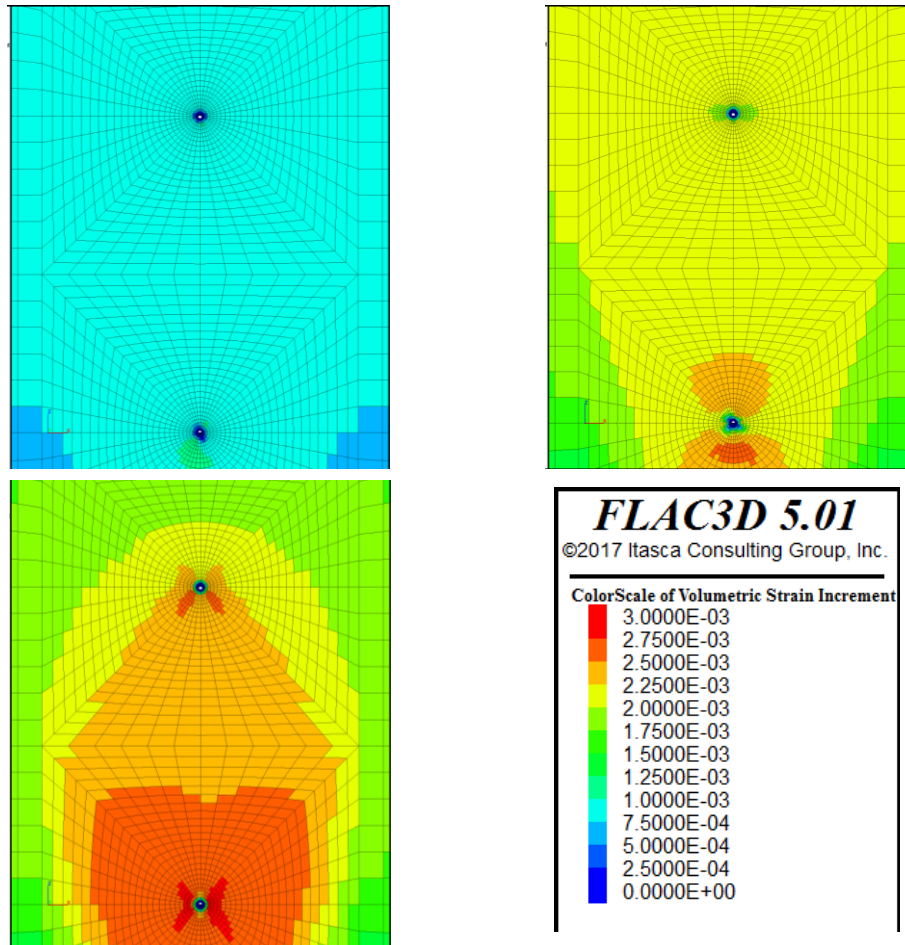 FLAC3D 5.01
©2017 Itasca Consulting Group, Inc.
ColorScale of Volumetric Strain Increment
3.0000E-03
2.7500E-03
2.5000E-03
2.2500E-03
2.0000E-03
1.7500E-03
1.5000E-03
1.2500E-03
1.0000E-03
7.5000E-04
5.0000E-04
2.5000E-04
0.0000E+00